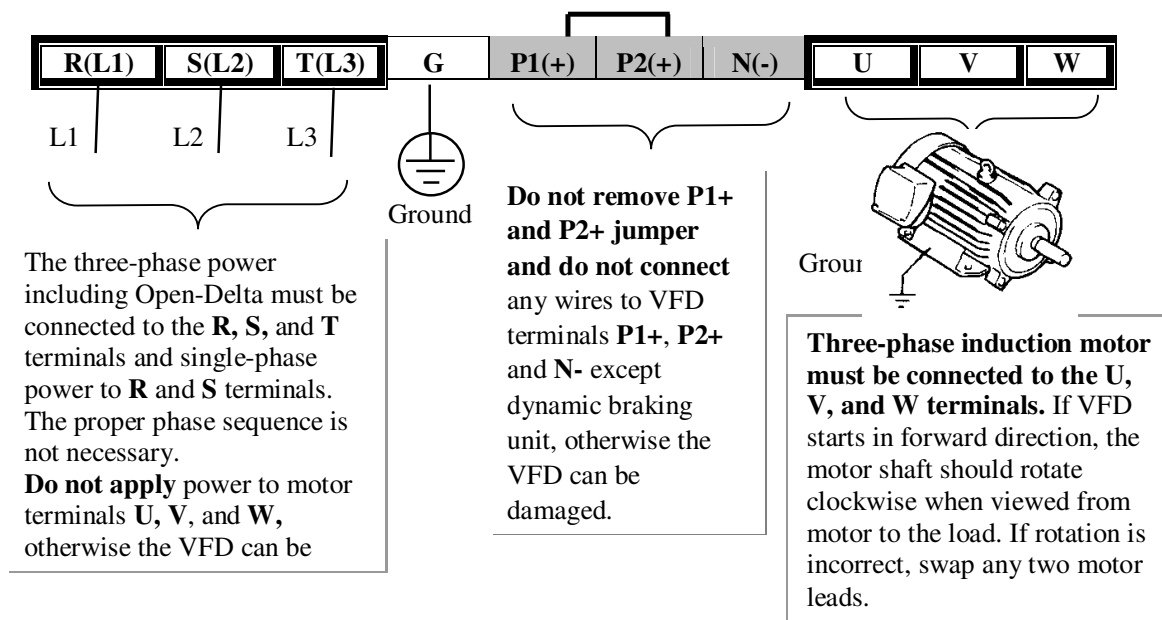 R(L1) S(L2) T(L3) G P1(+) P2(+) N(-) U V W
L1 L2 L3
Ground
The three-phase power
including Open-Delta must be
connected to the R, S, and T
terminals and single-phase
power to R and S terminals.
The proper phase sequence is
not necessary.
Do not apply power to motor
terminals U, V, and W,
otherwise the VFD can be
Do not remove P1+
and P2+ jumper
and do not connect
any wires to VFD
terminals P1+, P2+
and N- except
dynamic braking
unit, otherwise the
VFD can be
damaged.
Groun
Three-phase induction motor
must be connected to the U,
V, and W terminals. If VFD
starts in forward direction, the
motor shaft should rotate
clockwise when viewed from
motor to the load. If rotation is
incorrect, swap any two motor
leads.